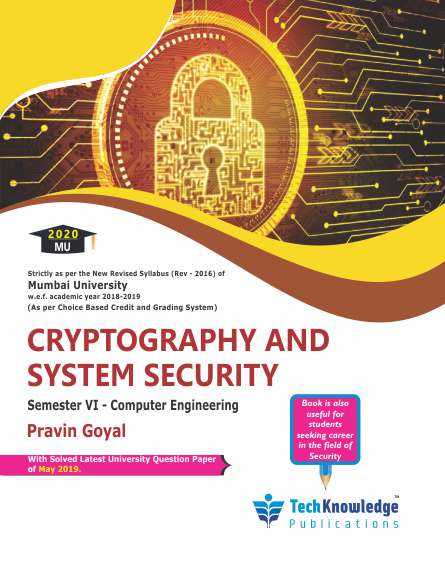 2020
MU
Strictly as per the New Revised Syllabus (Rev - 2016) of
Mumbai University
w.e.f. academic year 2018-2019
(As per Choice Based Credit and Grading System)
CRYPTOGRAPHY AND
SYSTEM SECURITY
Semester VI - Computer Engineering
Pravin Goyal
With Solved Latest University Question Paper
of May 2019.
Book is also
useful for
students
seeking career
in the field of
Security
TechKnowledge™
Publications